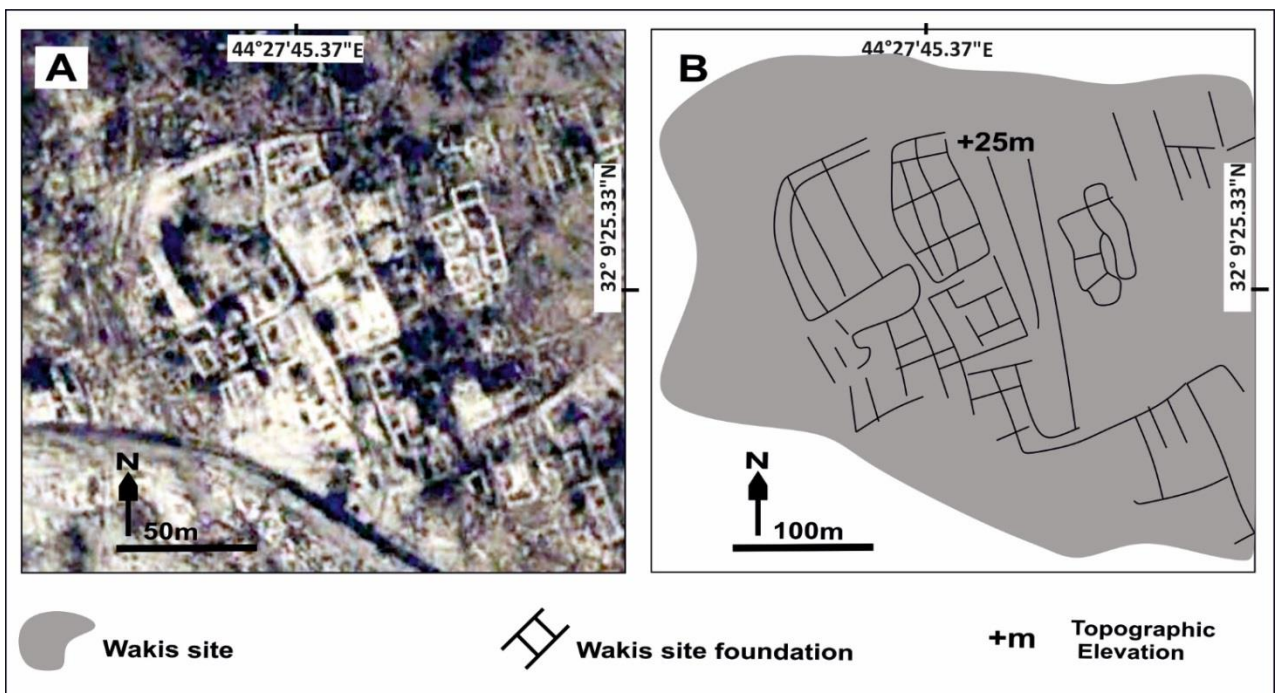 A
44°27'45.37"E
32° 9'25.33"N
N
50m
B
44°27'45.37"E
+25m
32° 9'25.33"N
N
100m
Wakis site
Wakis site foundation
+m
Topographic
Elevation